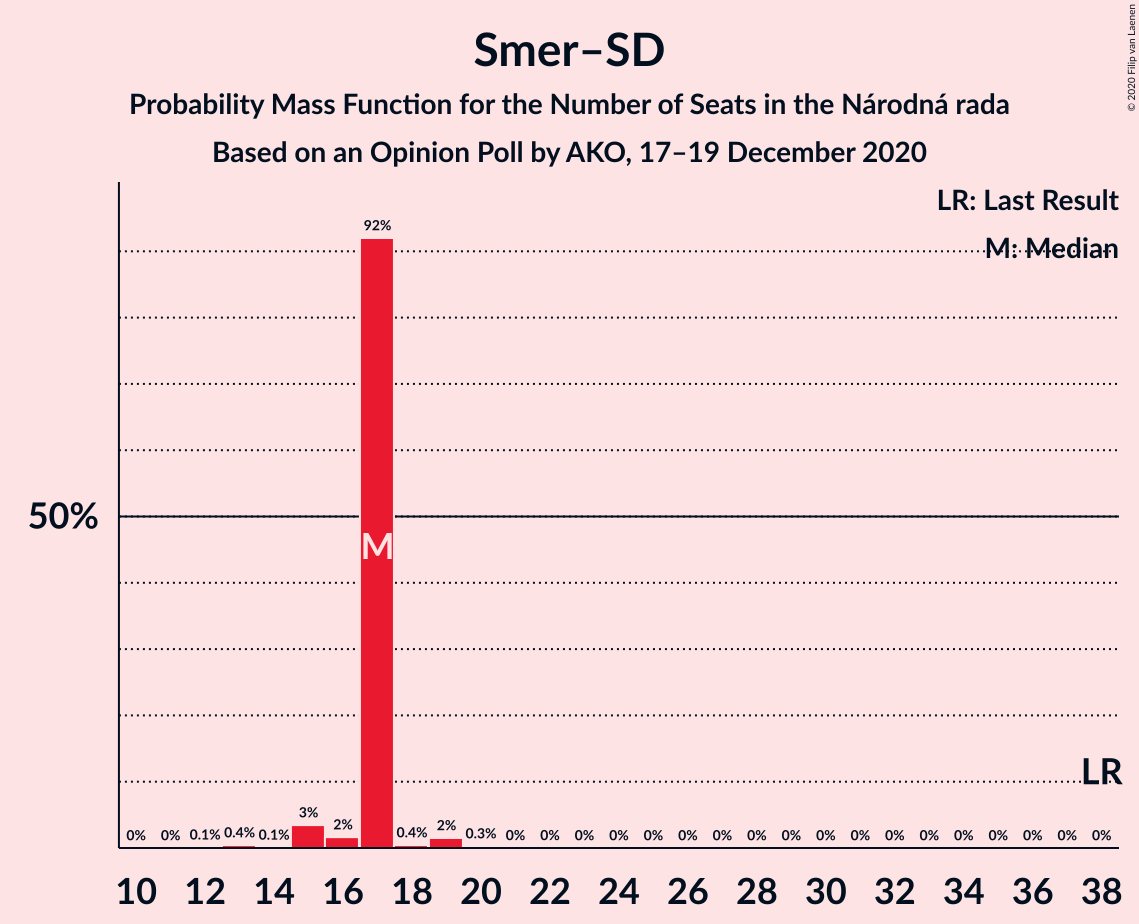 Smer–SD
Probability Mass Function for the Number of Seats in the Národná rada
Based on an Opinion Poll by AKO, 17–19 December 2020
© 2020 Filip van Laenen
LR: Last Result
M: Median
92%
50%
M
LR
0% 0% 0.1% 0.4% 0.1% 3% 2% 0.4% 2% 0.3% 0% 0% 0% 0% 0% 0% 0% 0% 0% 0% 0% 0% 0% 0% 0% 0% 0% 0%
10 12 14 16 18 20 22 24 26 28 30 32 34 36 38